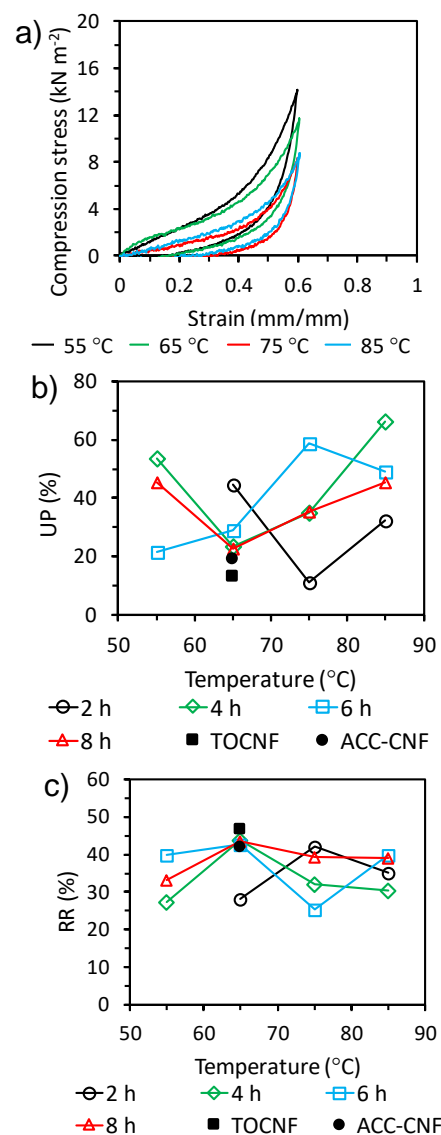 a)
20
16
12
8
4
0
Compression stress (kN m-2)
0 0.2 0.4 0.6 0.8 1
Strain (mm/mm)
55 °C 65 °C 75 °C 85 °C
b)
80
60
40
20
0
UP (%)
50 60 70 80 90
Temperature (°C)
2 h 4 h 6 h
8 h TOCNF ACC-CNF
c)
60
50
40
30
20
10
0
RR (%)
50 60 70 80 90
Temperature (°C)
2 h 4 h 6 h
8 h TOCNF ACC-CNF